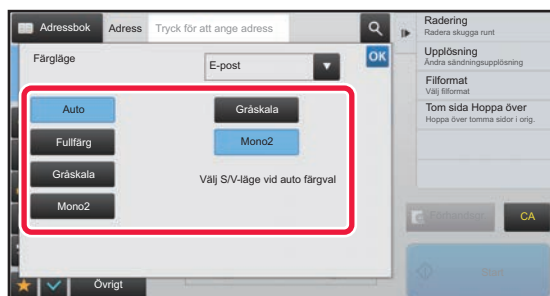 Adressbok
Adress
Tryck för att ange adress
Färgläge
E-post
OK
Auto
Fullfärg
Gråskala
Mono2
Gråskala
Mono2
Välj S/V-läge vid auto färgval
Övrigt
Radering
Radera skugga runt
Upplösning
Ändra sändningsupplösning
Filformat
Välj filformat
Tom sida Hoppa över
Hoppa över tomma sidor i orig.
CA